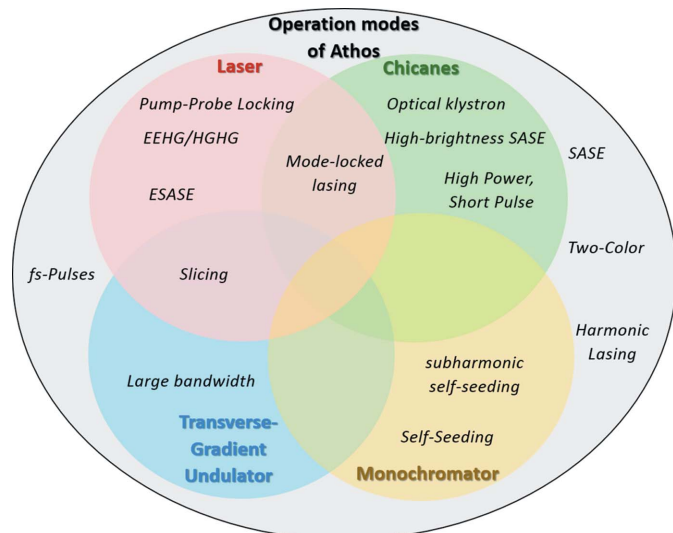 Operation modes
of Athos
Laser
Chicanes
Pump-Probe Locking
Optical klystron
EEHG/HGHG
High-brightness SASE
SASE
Mode-locked
lasing
ESASE
High Power,
Short Pulse
fs-Pulses
Slicing
Two-Color
Harmonic
Lasing
Large bandwidth
subharmonic
self-seeding
Transverse-
Gradient
Undulator
Self-Seeding
Monochromator